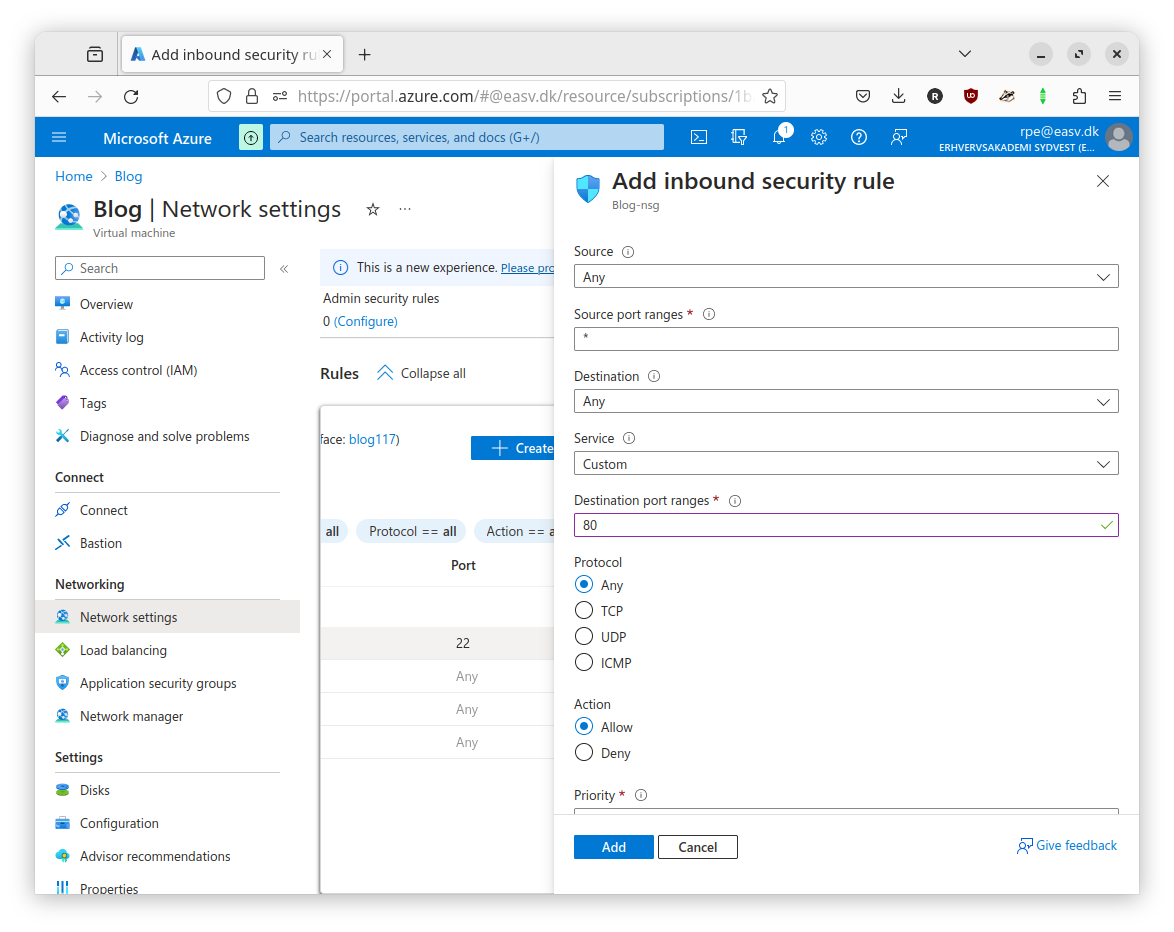 Add inbound security ru
https://portal.azure.com/#@easv.dk/resource/subscriptions/1b
Microsoft Azure
Search resources, services, and docs (G+/)
1
rpe@easv.dk
ERHVERVSAKADEMI SYDVEST (E...
Home > Blog
Blog | Network settings
...
Virtual machine
Search
«
Overview
Activity log
Access control (IAM)
Tags
Diagnose and solve problems
Connect
Connect
Bastion
Networking
Network settings
Load balancing
Application security groups
Network manager
Settings
Disks
Configuration
Advisor recommendations
Properties
This is a new experience. Please pro
Admin security rules
0 (Configure)
Rules
Collapse all
face: blog117)
Create
all
Protocol == all
Action == a
Port
22
Any
Any
Any
Add inbound security rule
Blog-nsg
Source
Any
Source port ranges *
*
Destination
Any
Service
Custom
Destination port ranges *
80
Protocol
Any
TCP
UDP
ICMP
Action
Allow
Deny
Priority *
Add
Cancel
Give feedback